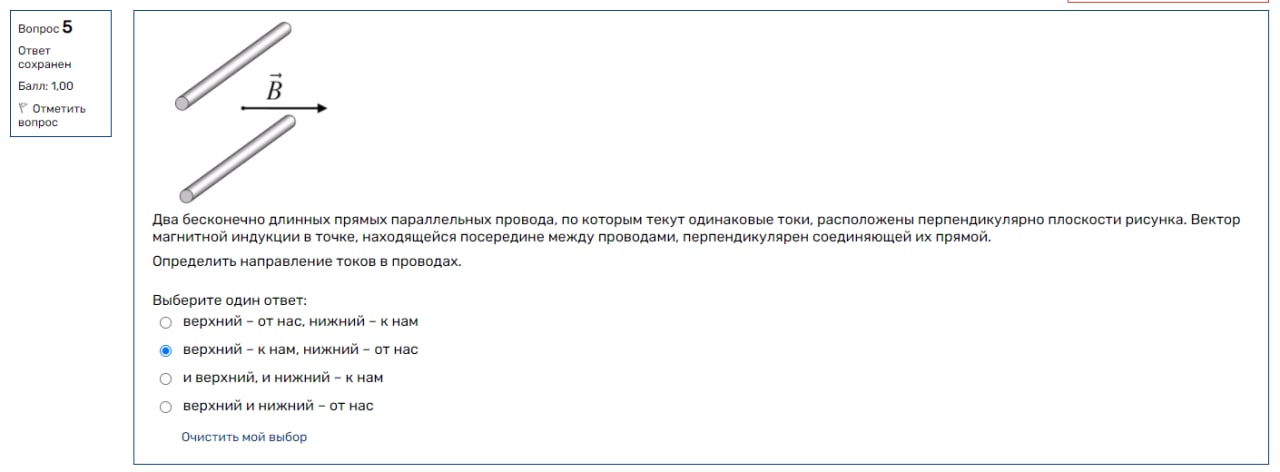 Вопрос 5
Ответ
сохранен
Балл: 1,00
Отметить
вопрос
B
Два бесконечно длинных прямых параллельных провода, по которым текут одинаковые токи, расположены перпендикулярно плоскости рисунка. Вектор
магнитной индукции в точке, находящейся посередине между проводами, перпендикулярен соединяющей их прямой.
Определить направление токов в проводах.
Выберите один ответ:
верхний – от нас, нижний – к нам
верхний – к нам, нижний – от нас
и верхний, и нижний – к нам
верхний и нижний – от нас
Очистить мой выбор